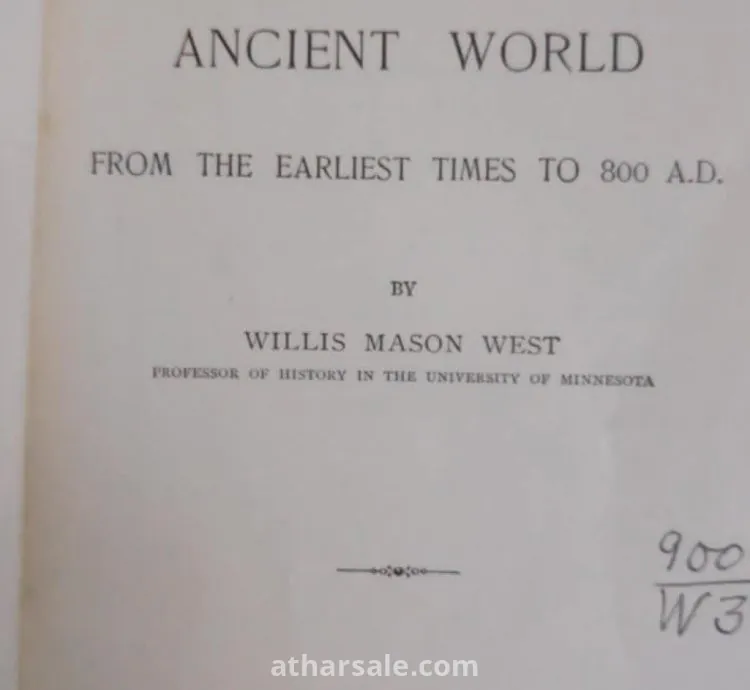 ANCIENT WORLD
FROM THE EARLIEST TIMES TO 800 A.D.
BY
WILLIS MASON WEST
PROFESSOR OF HISTORY IN THE UNIVERSITY OF MINNESOTA
900
W3
atharsale.com